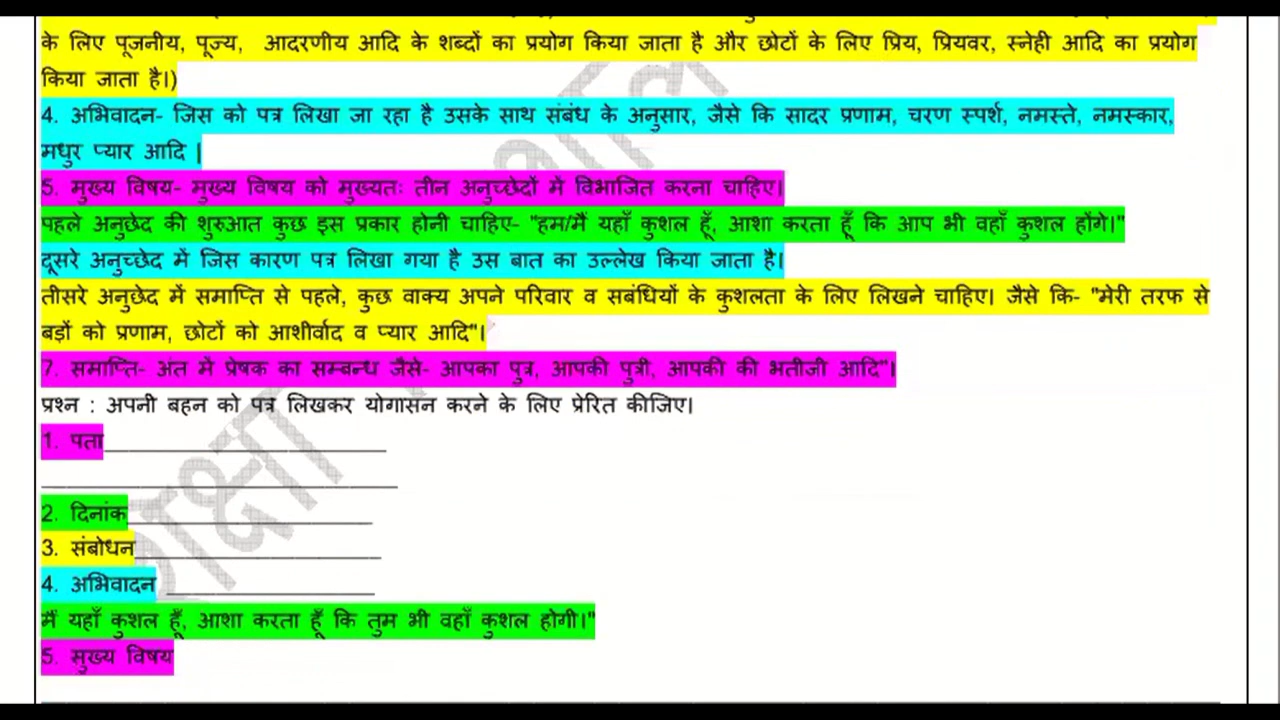 के लिए पूजनीय, पूज्य, आदरणीय आदि के शब्दों का प्रयोग किया जाता है और छोटों के लिए प्रिय, प्रियवर, स्नेही आदि का प्रयोग
किया जाता है।)
4. अभिवादन- जिस को पत्र लिखा जा रहा है उसके साथ संबंध के अनुसार, जैसे कि सादर प्रणाम, चरण स्पर्श, नमस्ते, नमस्कार,
मधुर प्यार आदि |
5. मुख्य विषय- मुख्य विषय को मुख्यतः तीन अनुच्छेदों में विभाजित करना चाहिए।
पहले अनुछेद की शुरुआत कुछ इस प्रकार होनी चाहिए- "हम/मैं यहाँ कुशल हूँ, आशा करता हूँ कि आप भी वहाँ कुशल होंगे।"
दूसरे अनुच्छेद में जिस कारण पत्र लिखा गया है उस बात का उल्लेख किया जाता है।
तीसरे अनुछेद में समाप्ति से पहले, कुछ वाक्य अपने परिवार व सबंधियों के कुशलता के लिए लिखने चाहिए। जैसे कि- "मेरी तरफ से
बड़ों को प्रणाम, छोटों को आशीर्वाद व प्यार आदि"।
7. समाप्ति- अंत में प्रेषक का सम्बन्ध जैसे- आपका पुत्र, आपकी पुत्री, आपकी की भतीजी आदि"।
प्रश्न : अपनी बहन को पत्र लिखकर योगासन करने के लिए प्रेरित कीजिए।
1. पता
2. दिनांक
3. संबोधन
4. अभिवादन
मैं यहाँ कुशल हूँ, आशा करता हूँ कि तुम भी वहाँ कुशल होगी।"
5. मुख्य विषय